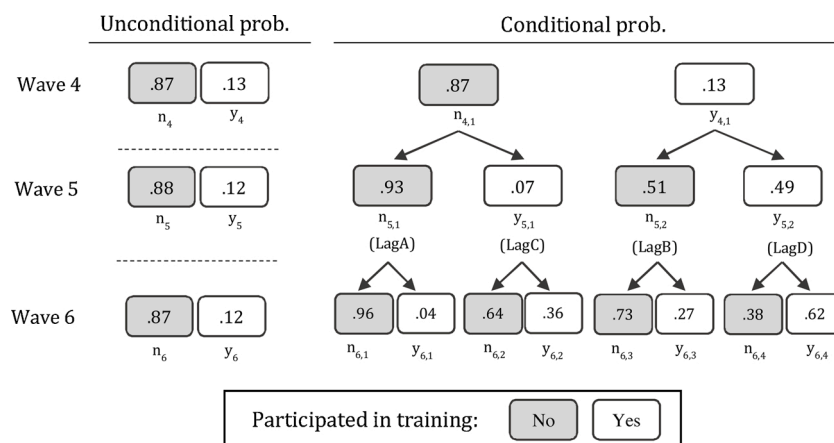 Unconditional prob. Conditional prob.
Wave 4 .87 .13 .87 .13
n4 y4 n4,1 y4,1
Wave 5 .88 .12 .93 .07 .51 .49
n5 y5 n5,1 y5,1 n5,2 y5,2
(LagA) (LagC) (LagB) (LagD)
Wave 6 .87 .12 .96 .04 .64 .36 .73 .27 .38 .62
n6 y6 n6,1 y6,1 n6,2 y6,2 n6,3 y6,3 n6,4 y6,4
Participated in training: No Yes